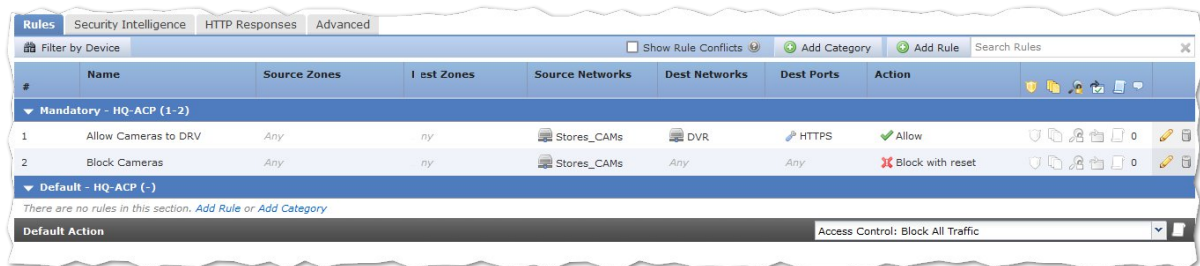 Rules Security Intelligence HTTP Responses Advanced
Filter by Device Show Rule Conflicts Add Category Add Rule Search Rules
# Name Source Zones est Zones Source Networks Dest Networks Dest Ports Action
Mandatory - HQ-ACP (1-2)
1 Allow Cameras to DRV Any ny Stores_CAMs DVR HTTPS Allow 0
2 Block Cameras Any ny Stores_CAMs Any Any Block with reset 0
Default - HQ-ACP (-)
There are no rules in this section. Add Rule or Add Category
Default Action Access Control: Block All Traffic